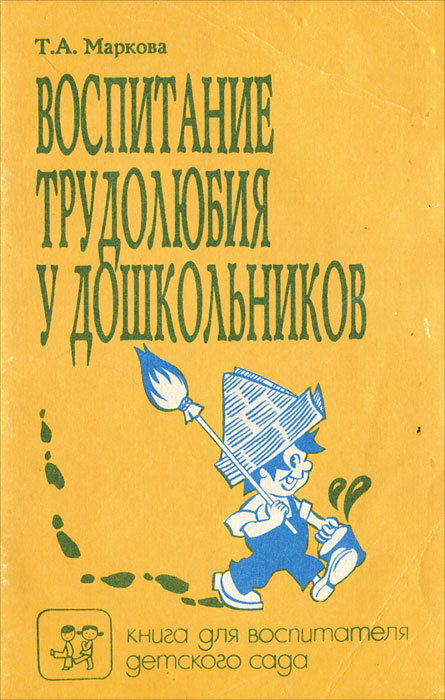 Т.А. Маркова
ВОСПИТАНИЕ
ТРУДОЛЮБИЯ
У ДОШКОЛЬНИКОВ
книга для воспитателя
детского сада